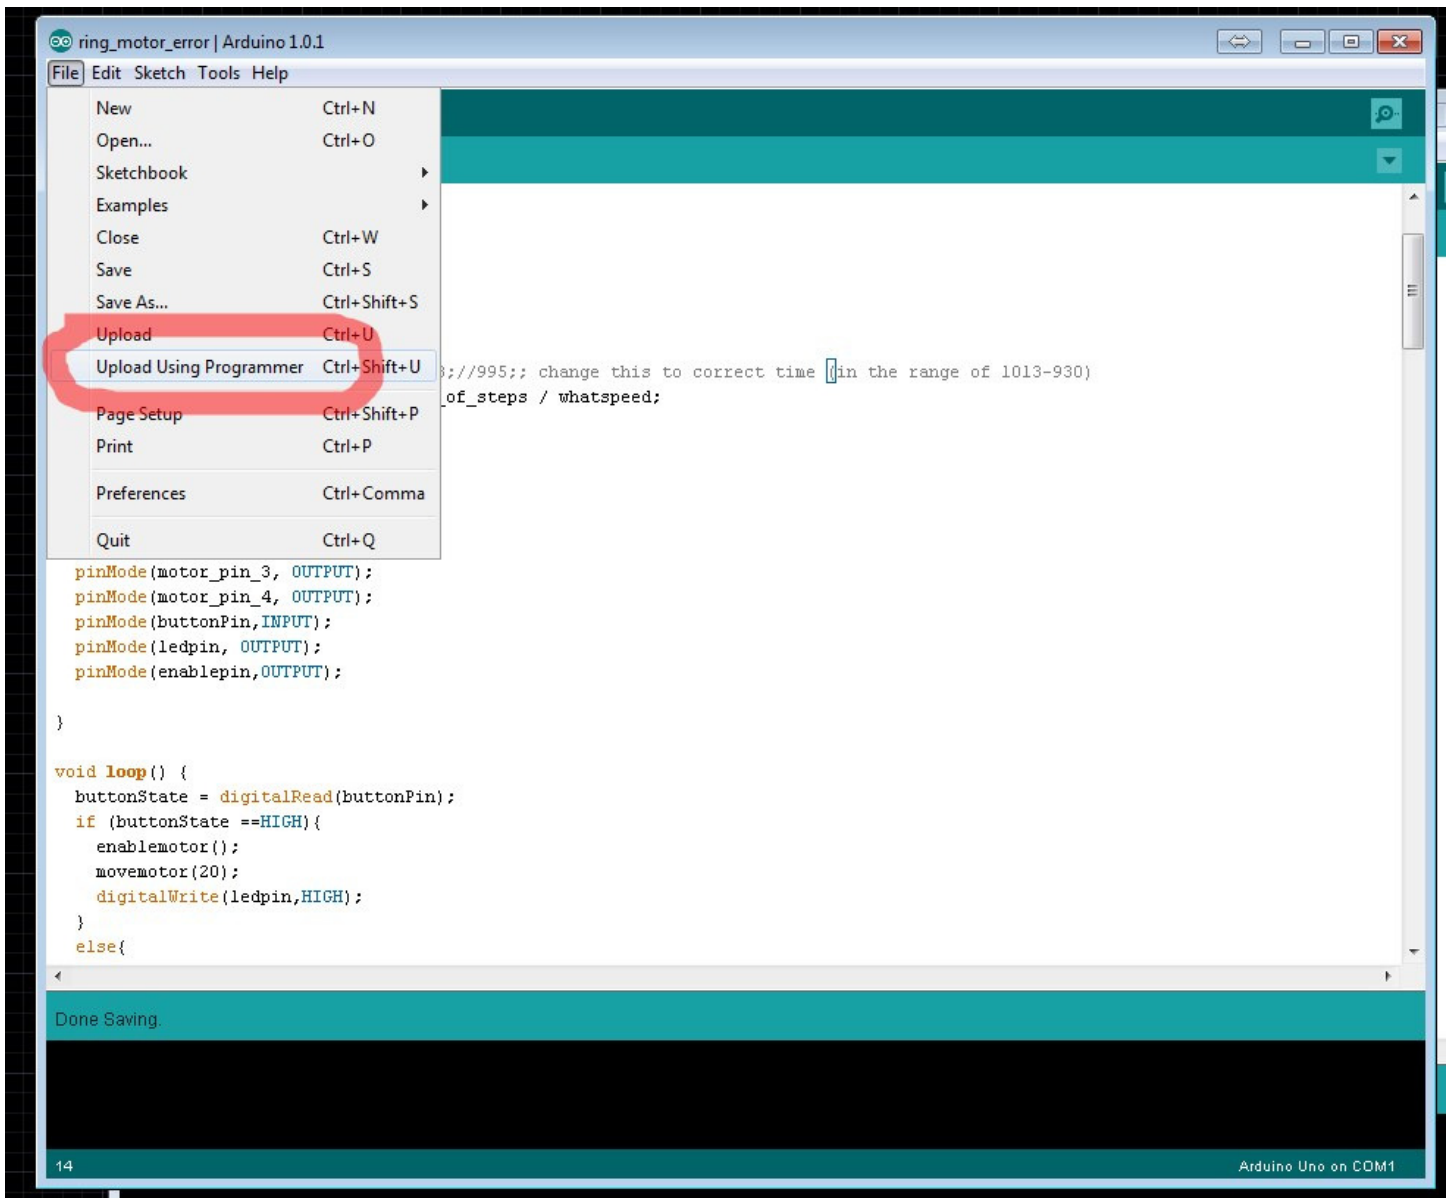 ring_motor_error | Arduino 1.0.1
File Edit Sketch Tools Help
New Ctrl+N
Open... Ctrl+O
Sketchbook
Examples
Close Ctrl+W
Save Ctrl+S
Save As... Ctrl+Shift+S
Upload Ctrl+U
Upload Using Programmer Ctrl+Shift+U
;//995;; change this to correct time (in the range of 1013-930)
_of_steps / whatspeed;
Page Setup Ctrl+Shift+P
Print Ctrl+P
Preferences Ctrl+Comma
Quit Ctrl+Q
pinMode(motor_pin_3, OUTPUT);
pinMode(motor_pin_4, OUTPUT);
pinMode(buttonPin,INPUT);
pinMode(ledpin, OUTPUT);
pinMode(enablepin,OUTPUT);
}
void loop() {
buttonState = digitalRead(buttonPin);
if (buttonState ==HIGH){
enablemotor();
movemotor(20);
digitalWrite(ledpin,HIGH);
}
else{
Done Saving.
14
Arduino Uno on COM1